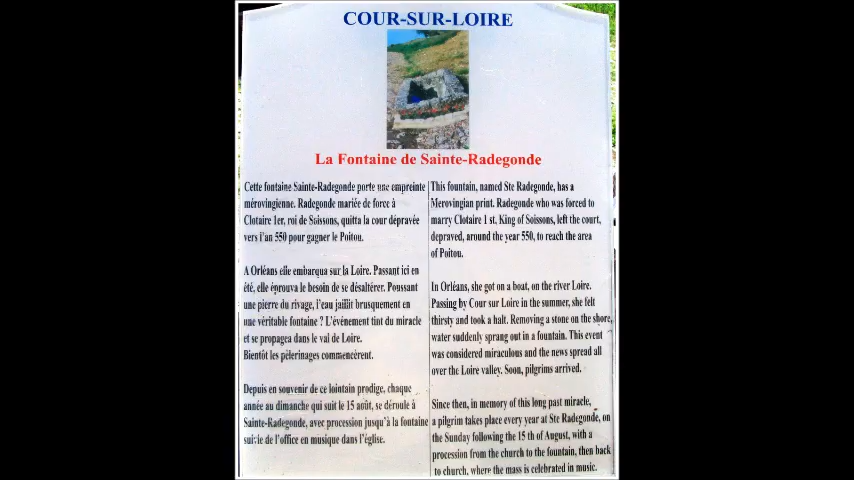 COUR-SUR-LOIRE
La Fontaine de Sainte-Radegonde
Cette fontaine Sainte-Radegonde porte une empreinte
mérovingienne. Radegonde mariée de force à
Clotaire 1er, roi de Soissons, quitta la cour dépravée
vers l'an 550 pour gagner le Poitou.
A Orléans elle embarqua sur la Loire. Passant ici en
été, elle éprouva le besoin de se désaltérer. Poussant
une pierre du rivage, l'eau jaillit brusquement en
une véritable fontaine ? L'événement tint du miracle
et se propagea dans le val de Loire.
Bientôt les pèlerinages commencèrent.
Depuis en souvenir de ce lointain prodige, chaque
année au dimanche qui suit le 15 août, se déroule à
Sainte-Radegonde, avec procession jusqu'à la fontaine
suivie de l'office en musique dans l'église.
This fountain, named Ste Radegonde, has a
Merovingian print. Radegonde who was forced to
marry Clotaire 1 st, King of Soissons, left the court,
depraved, around the year 550, to reach the area
of Poitou.
In Orléans, she got on a boat, on the river Loire.
Passing by Cour sur Loire in the summer, she felt
thirsty and took a halt. Removing a stone on the shore,
water suddenly sprang out in a fountain. This event
was considered miraculous and the news spread all
over the Loire valley. Soon, pilgrims arrived.
Since then, in memory of this long past miracle,
a pilgrim takes place every year at Ste Radegonde, on
the Sunday following the 15 th of August, with a
procession from the church to the fountain, then back
to church, where the mass is celebrated in music.